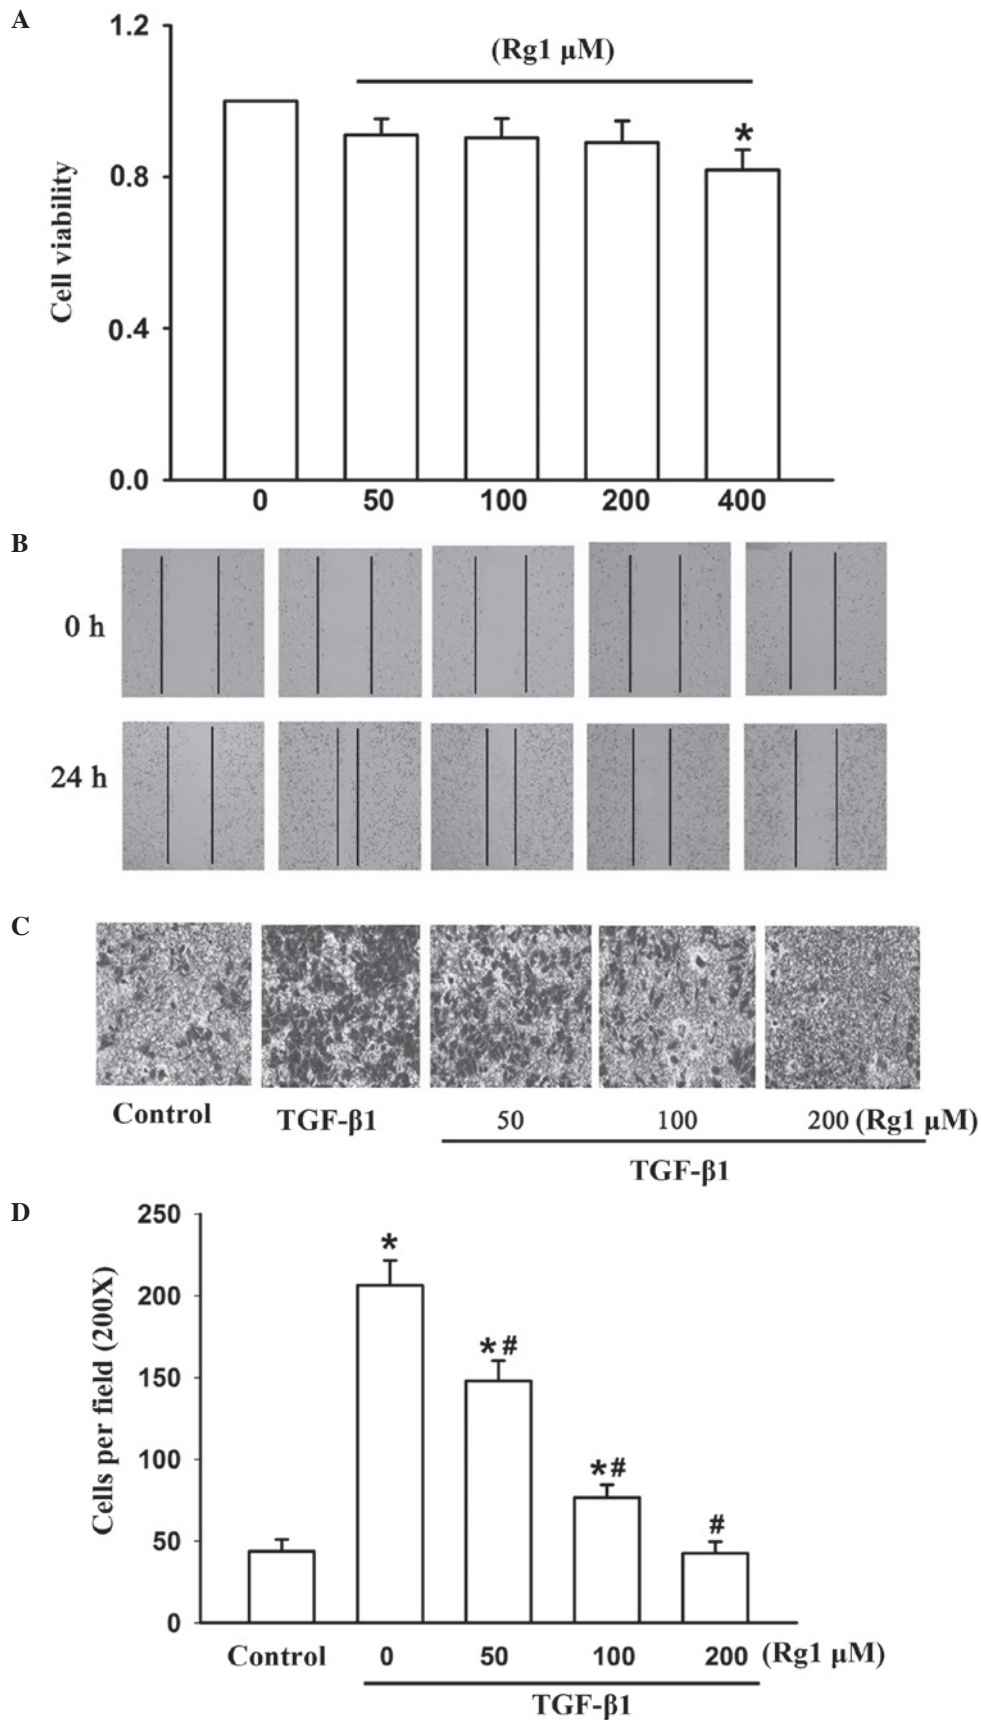 A
1.2
(Rg1 μM)
*
0.8
Cell viability
0.4
0.0
0 50 100 200 400
B
0 h
24 h
C
Control TGF-β1 50 100 200 (Rg1 μM)
TGF-β1
D
250
*
200
*#
150
Cells per field (200X)
100
*#
#
50
0
Control 0 50 100 200 (Rg1 μM)
TGF-β1